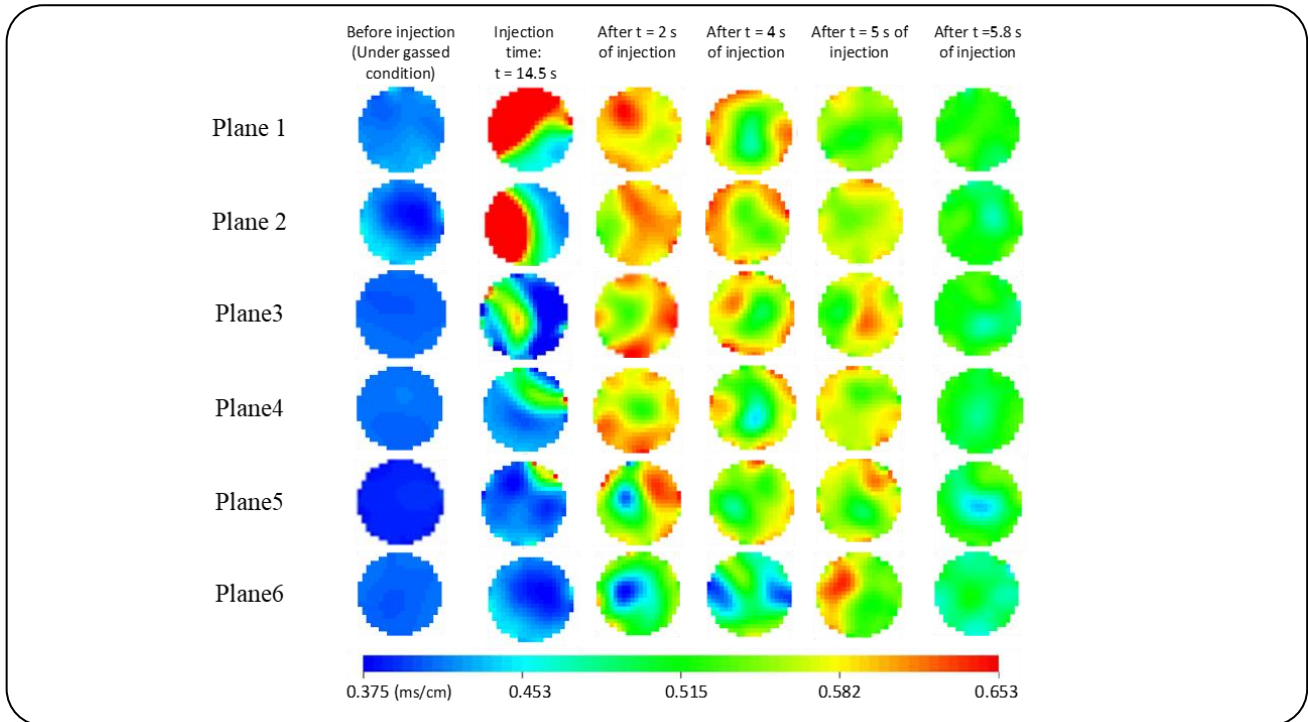 Before injection
(Under gassed
condition)
Injection
time:
t = 14.5 s
After t = 2 s
of injection
After t = 4 s
of injection
After t = 5 s of
injection
After t =5.8 s
of injection
Plane 1
Plane 2
Plane3
Plane4
Plane5
Plane6
0.375 (ms/cm)
0.453
0.515
0.582
0.653